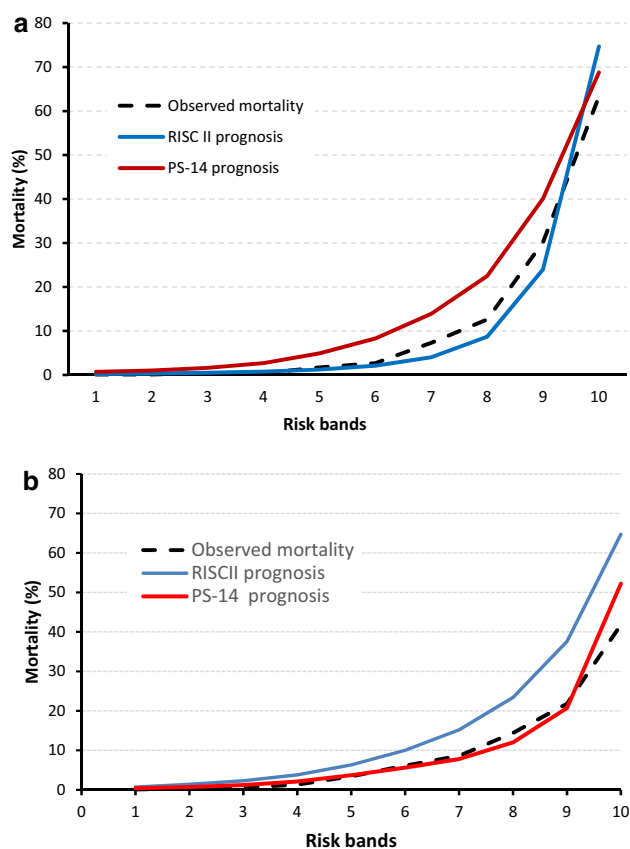 a
80
70
60
50
40
30
20
10
0
Mortality (%)
Observed mortality
RISC II prognosis
PS-14 prognosis
1 2 3 4 5 6 7 8 9 10
Risk bands
b
80
70
60
50
40
30
20
10
0
Mortality (%)
Observed mortality
RISCII prognosis
PS-14 prognosis
0 1 2 3 4 5 6 7 8 9 10
Risk bands